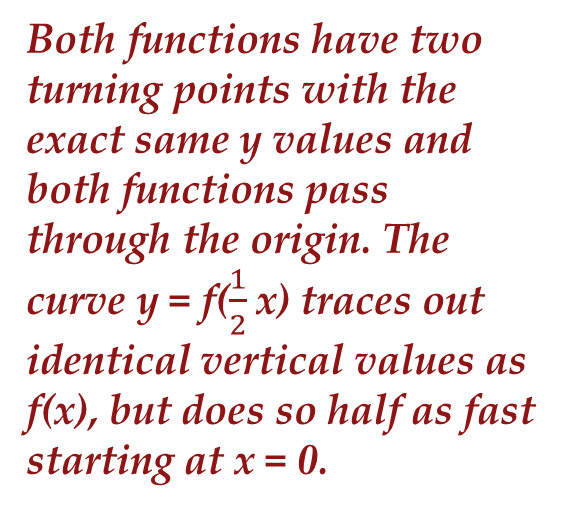 Both functions have two
turning points with the
exact same y values and
both functions pass
through the origin. The
curve y = f(1/2 x) traces out
identical vertical values as
f(x), but does so half as fast
starting at x = 0.